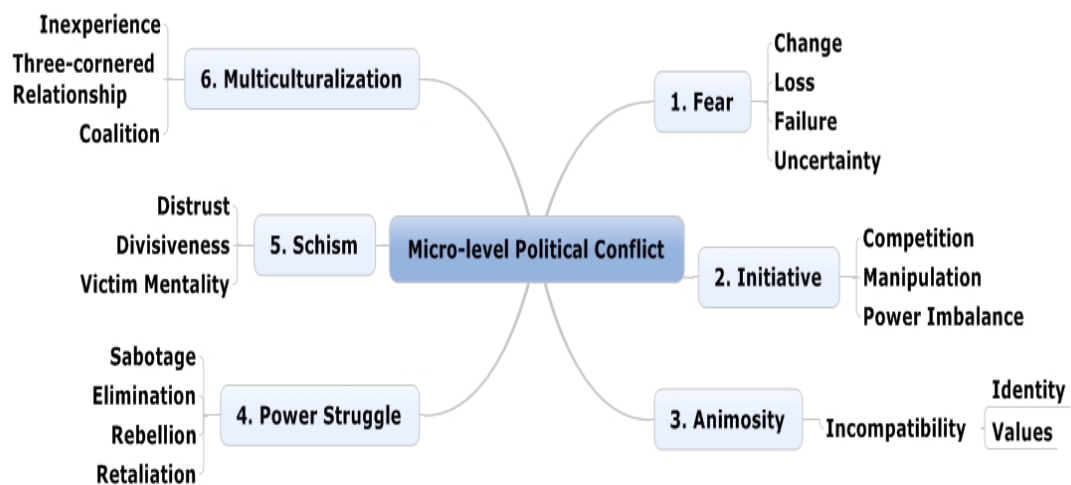 Micro-level Political Conflict
1. Fear
Change
Loss
Failure
Uncertainty
2. Initiative
Competition
Manipulation
Power Imbalance
3. Animosity
Incompatibility
Identity
Values
4. Power Struggle
Sabotage
Elimination
Rebellion
Retaliation
5. Schism
Distrust
Divisiveness
Victim Mentality
6. Multiculturalization
Inexperience
Three-cornered
Relationship
Coalition